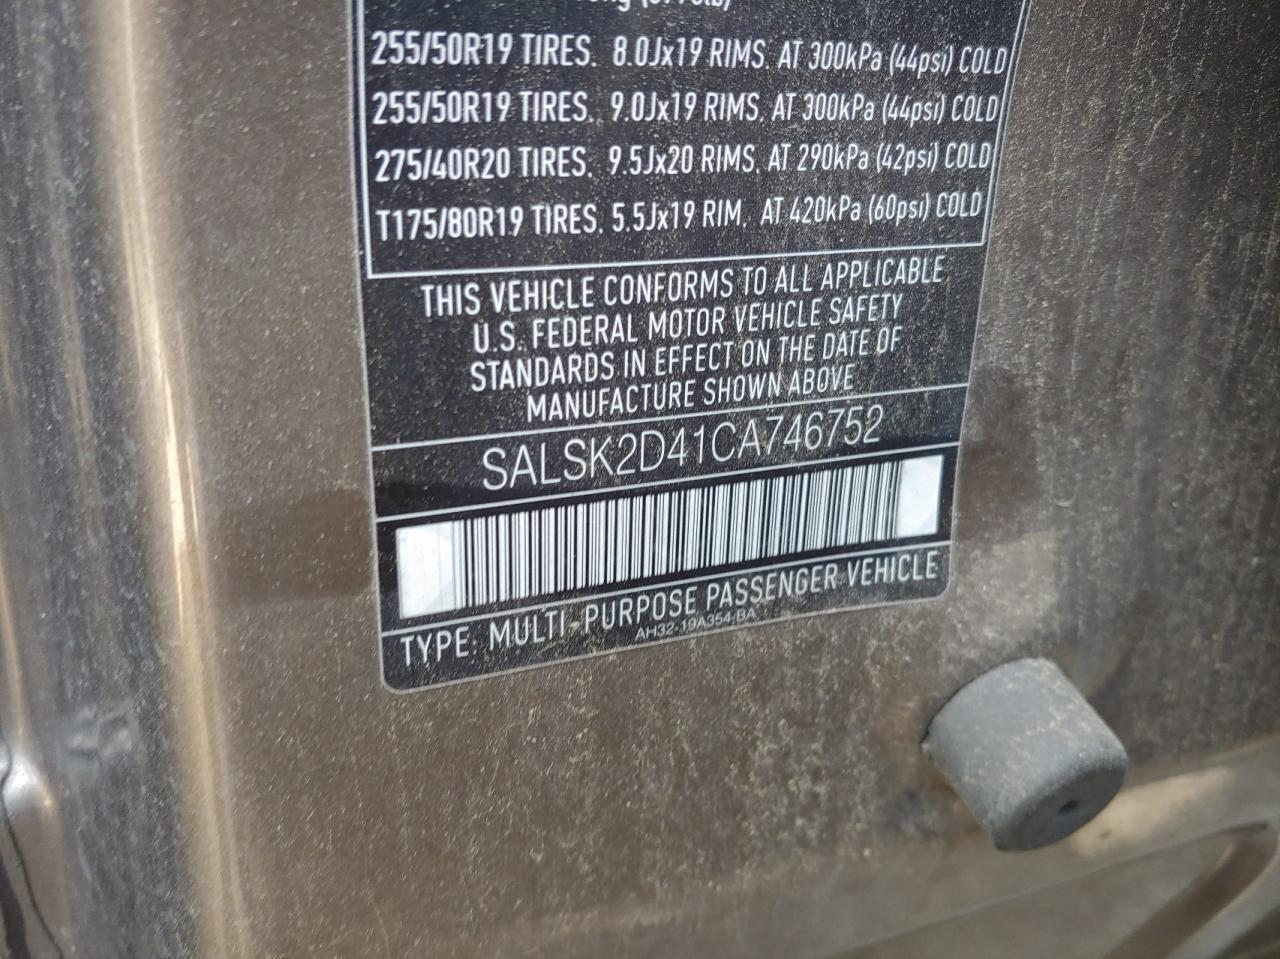 255/50R19 TIRES. 8.0Jx19 RIMS. AT 300kPa (44psi) COLD
255/50R19 TIRES. 9.0Jx19 RIMS. AT 300kPa (44psi) COLD
275/40R20 TIRES. 9.5Jx20 RIMS. AT 290kPa (42psi) COLD
T175/80R19 TIRES. 5.5Jx19 RIM. AT 420kPa (60psi) COLD
THIS VEHICLE CONFORMS TO ALL APPLICABLE
U.S. FEDERAL MOTOR VEHICLE SAFETY
STANDARDS IN EFFECT ON THE DATE OF
MANUFACTURE SHOWN ABOVE
SALSK2D41CA746752
TYPE MULTI-PURPOSE PASSENGER VEHICLE
AH32-19A354-BA